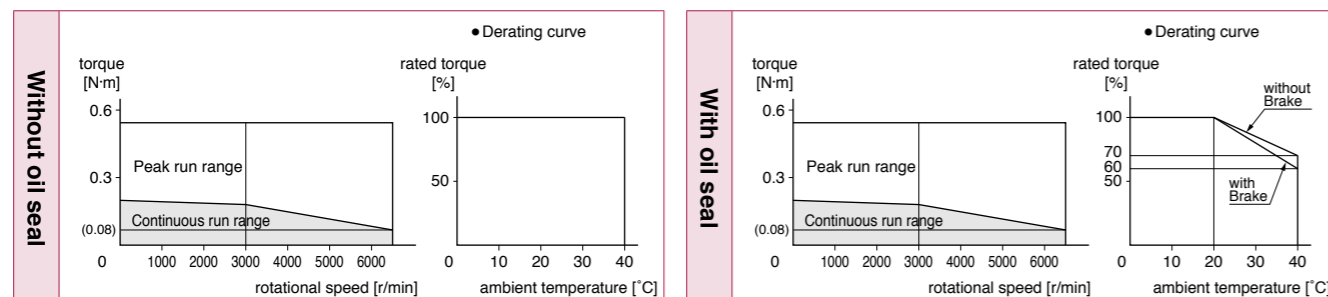 Without oil seal
● Derating curve
torque
[N·m]
0.6
0.3
(0.08)
0
Peak run range
Continuous run range
1000 2000 3000 4000 5000 6000
rotational speed [r/min]
rated torque
[%]
100
50
0 10 20 30 40
ambient temperature [˚C]
With oil seal
● Derating curve
torque
[N·m]
0.6
0.3
(0.08)
0
Peak run range
Continuous run range
1000 2000 3000 4000 5000 6000
rotational speed [r/min]
rated torque
[%]
without
Brake
100
70
60
50
with
Brake
0 10 20 30 40
ambient temperature [˚C]